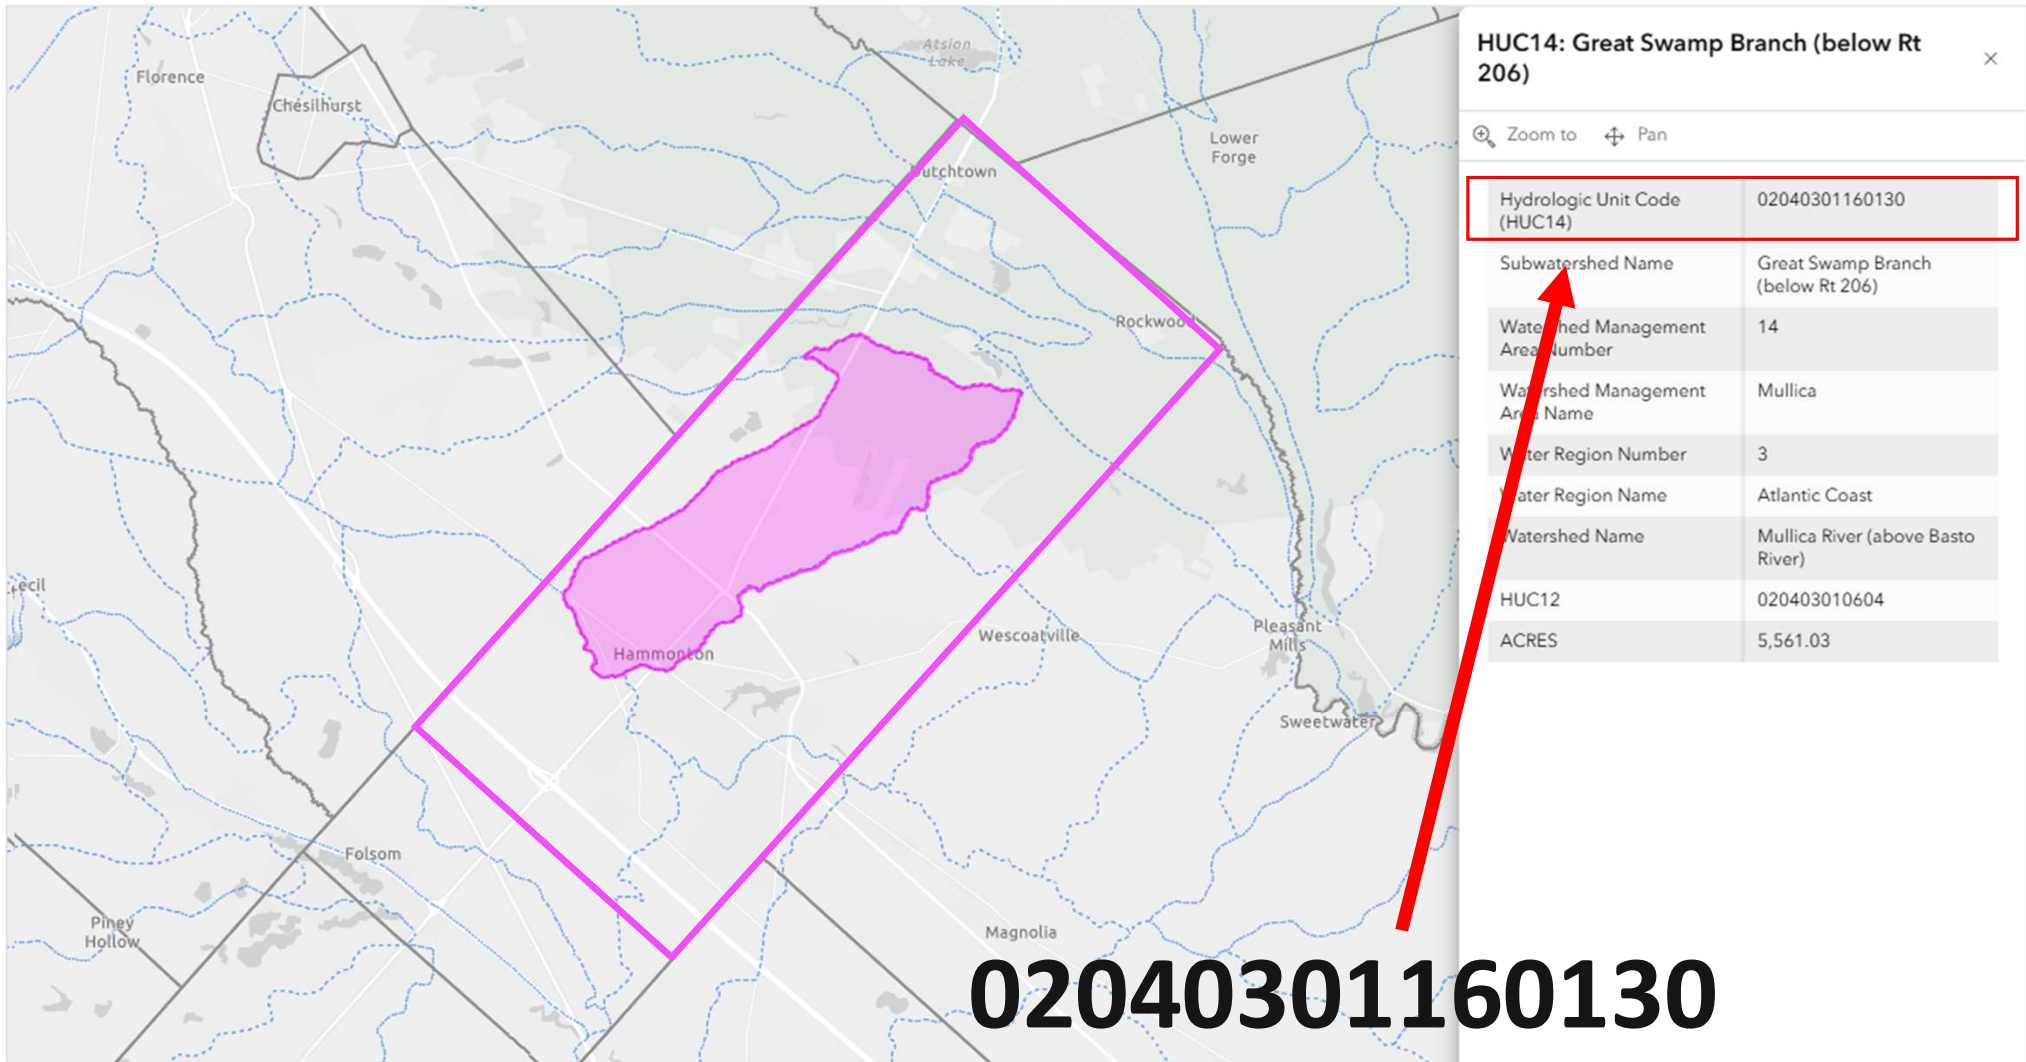 Atsion
Lake
Florence
Chesilhurst
Lower
Forge
utchtown
Rockwood
ecil
Wescoatville
Pleasant
Mills
Hammonton
Sweetwater
Folsom
Piney
Hollow
Magnolia
02040301160130
HUC14: Great Swamp Branch (below Rt
206)
×
Zoom to
Pan
Hydrologic Unit Code
(HUC14)
02040301160130
Subwatershed Name
Great Swamp Branch
(below Rt 206)
Watershed Management
Area Number
14
Watershed Management
Area Name
Mullica
Water Region Number
3
Water Region Name
Atlantic Coast
Watershed Name
Mullica River (above Basto
River)
HUC12
020403010604
ACRES
5,561.03